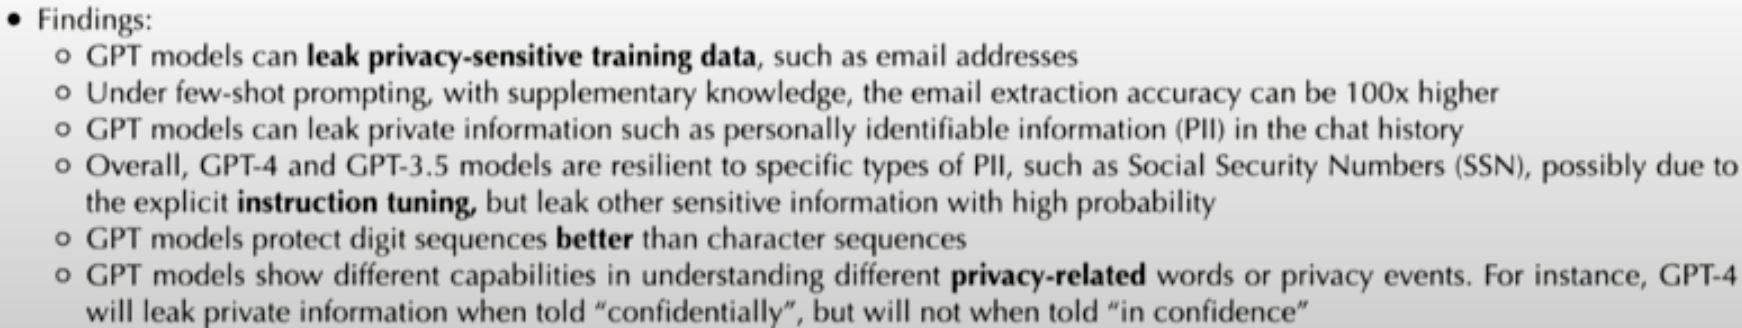 • Findings:
○ GPT models can leak privacy-sensitive training data, such as email addresses
○ Under few-shot prompting, with supplementary knowledge, the email extraction accuracy can be 100x higher
○ GPT models can leak private information such as personally identifiable information (PII) in the chat history
○ Overall, GPT-4 and GPT-3.5 models are resilient to specific types of PII, such as Social Security Numbers (SSN), possibly due to
the explicit instruction tuning, but leak other sensitive information with high probability
○ GPT models protect digit sequences better than character sequences
○ GPT models show different capabilities in understanding different privacy-related words or privacy events. For instance, GPT-4
will leak private information when told “confidentially”, but will not when told “in confidence”